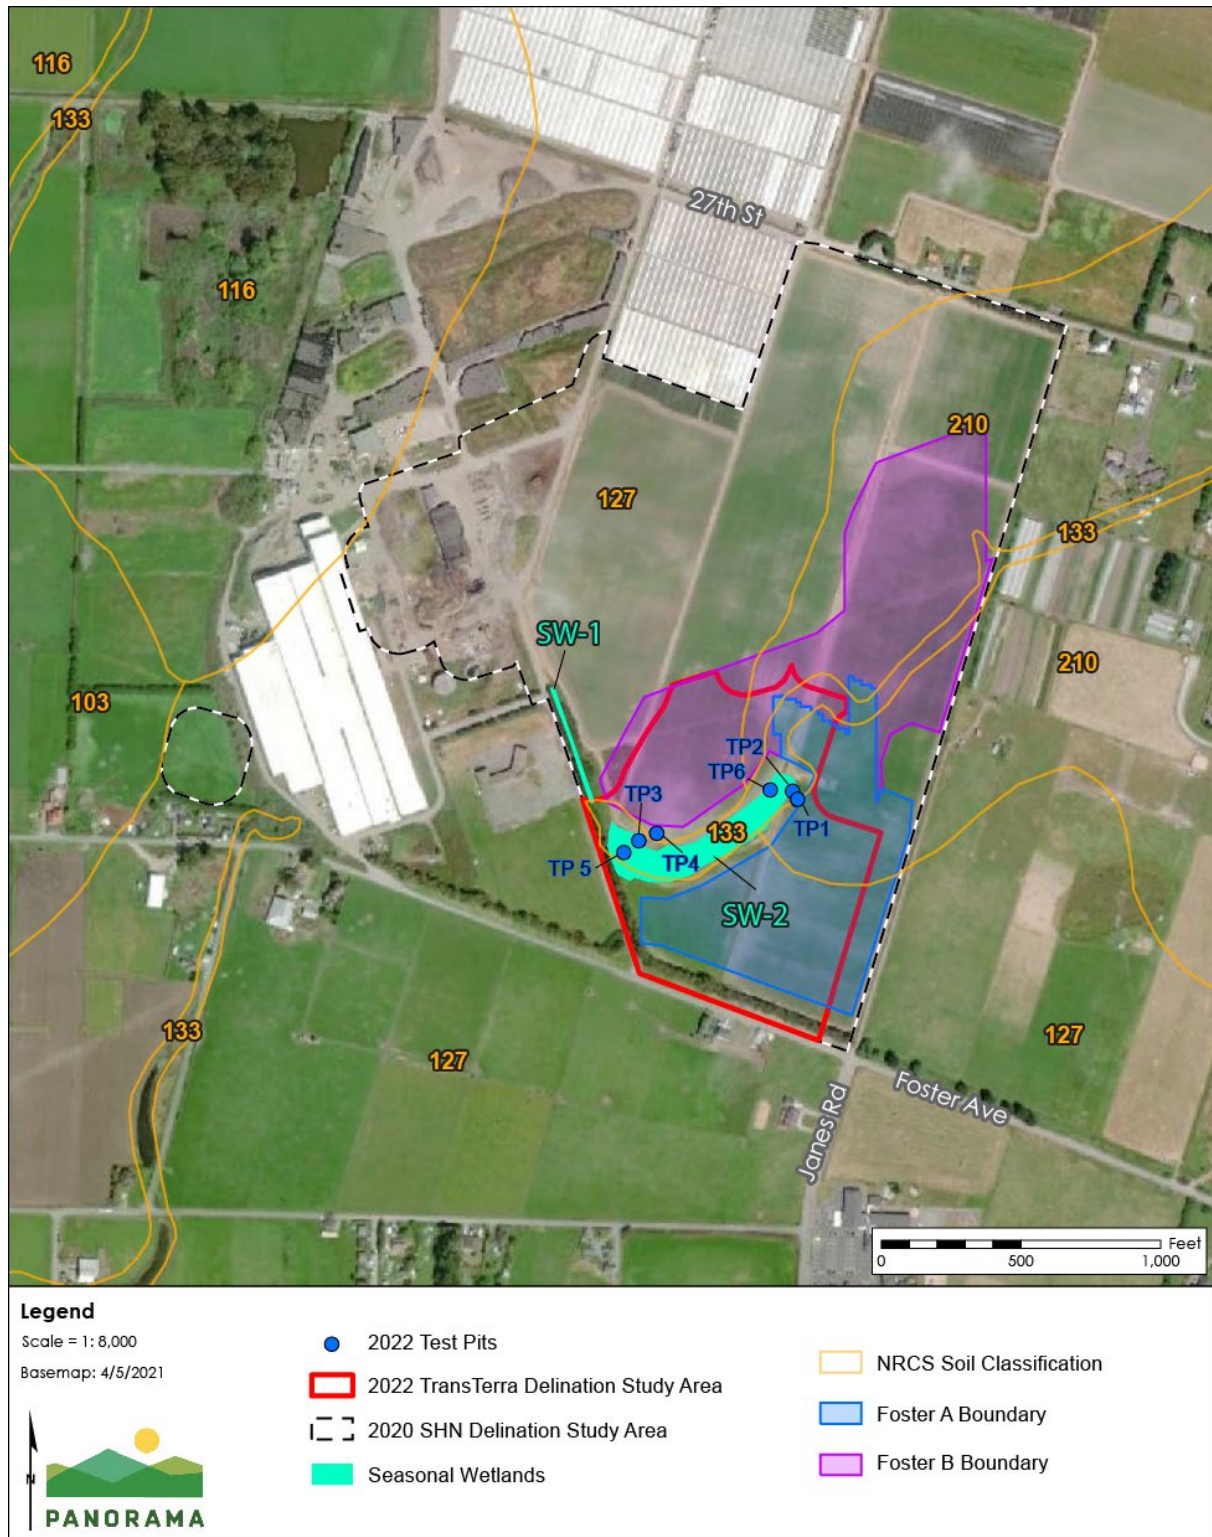 116
133
27th St
116
210
127
133
SW-1
210
103
TP2
TP6
TP3
TP1
133
TP4
TP 5
SW-2
133
127
127
Foster Ave
Janes Rd
Feet
0 500 1,000
Legend
Scale = 1: 8,000
Basemap: 4/5/2021
N
PANORAMA
2022 Test Pits
2022 TransTerra Delination Study Area
2020 SHN Delination Study Area
Seasonal Wetlands
NRCS Soil Classification
Foster A Boundary
Foster B Boundary